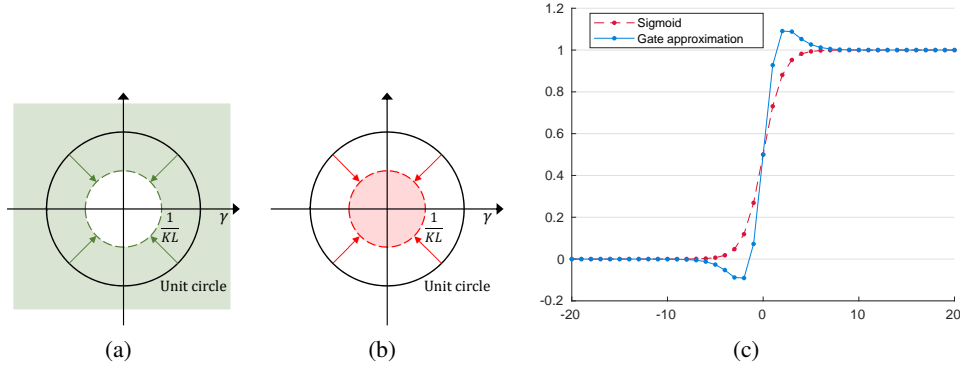 γ
1
KL
Unit circle
(a)
γ
1
KL
Unit circle
(b)
Sigmoid
Gate approximation
1.2
1
0.8
0.6
0.4
0.2
0
-0.2
-20 -10 0 10 20
(c)